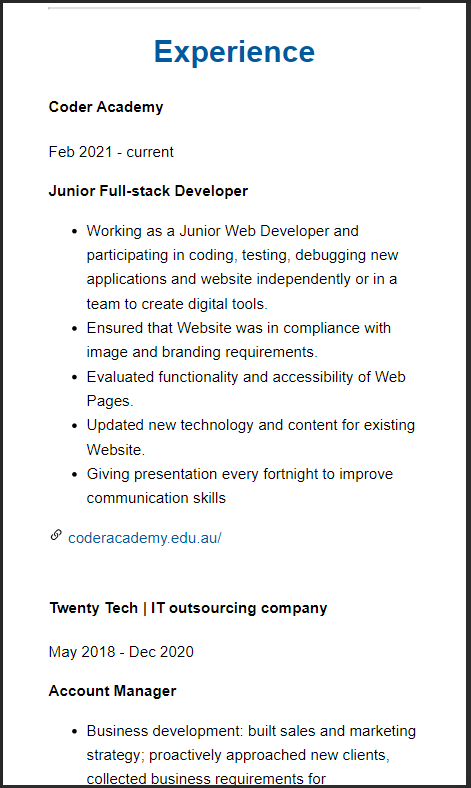 Experience
Coder Academy
Feb 2021 - current
Junior Full-stack Developer
• Working as a Junior Web Developer and
participating in coding, testing, debugging new
applications and website independently or in a
team to create digital tools.
• Ensured that Website was in compliance with
image and branding requirements.
• Evaluated functionality and accessibility of Web
Pages.
• Updated new technology and content for existing
Website.
• Giving presentation every fortnight to improve
communication skills
coderacademy.edu.au/
Twenty Tech | IT outsourcing company
May 2018 - Dec 2020
Account Manager
• Business development: built sales and marketing
strategy; proactively approached new clients,
collected business requirements for